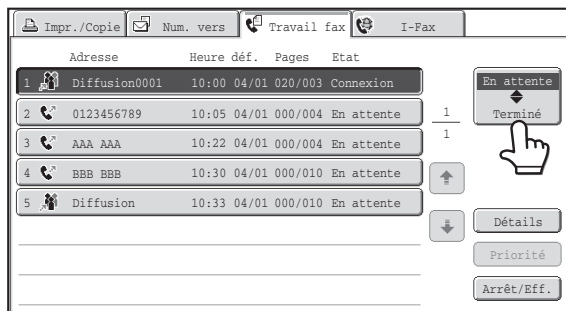 Impr./Copie Num. vers Travail fax I-Fax
Adresse Heure déf. Pages Etat
1 Diffusion0001 10:00 04/01 020/003 Connexion
En attente
Terminé
2 0123456789 10:05 04/01 000/004 En attente
1
1
3 AAA AAA 10:22 04/01 000/004 En attente
4 BBB BBB 10:30 04/01 000/010 En attente
5 Diffusion 10:33 04/01 000/010 En attente
Détails
Priorité
Arrêt/Eff.